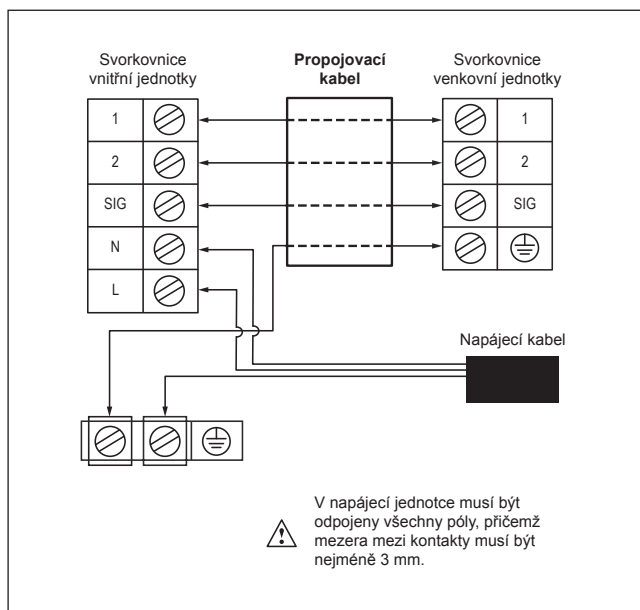 Svorkovnice
vnitřní jednotky
Propojovací
kabel
Svorkovnice
venkovní jednotky
1
2
SIG
N
L
1
2
SIG
Napájecí kabel
V napájecí jednotce musí být
odpojeny všechny póly, přičemž
mezera mezi kontakty musí být
nejméně 3 mm.